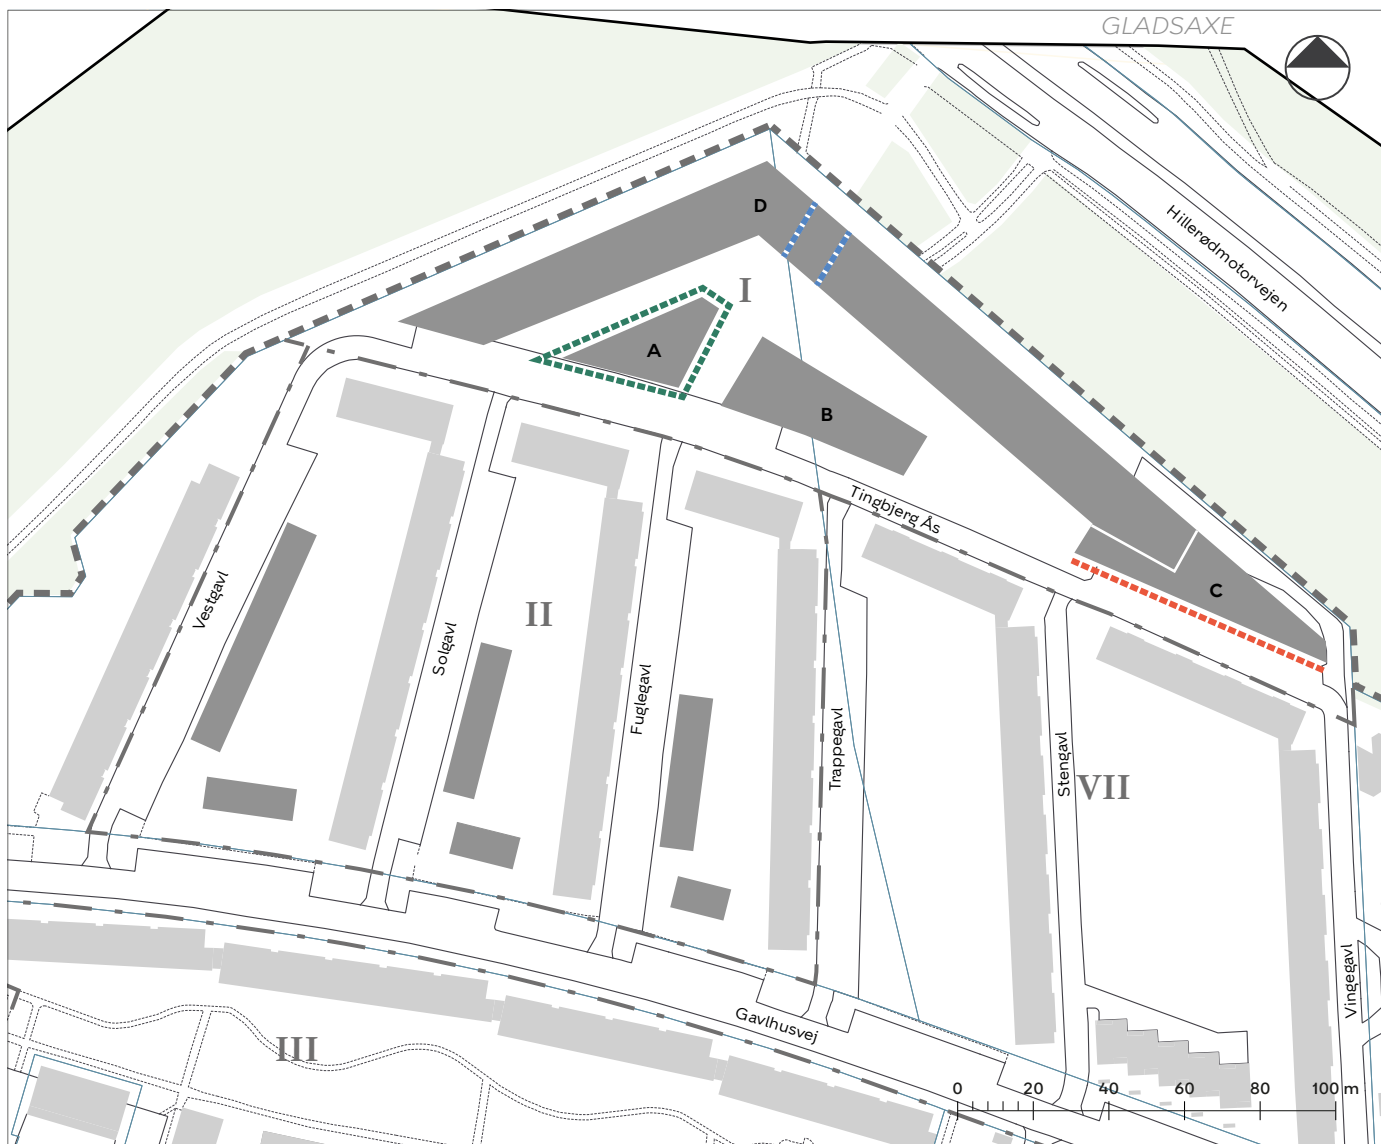 GLADSAXE
Hillerødmotorvejen
D
I
A
B
Tingbjerg Ås
C
Vestgavl
II
Solgavl
Fuglegavl
Trappegavl
Stengavl
VII
Vingegavl
Gavlhusvej
III
0 20 40 60 80 100 m